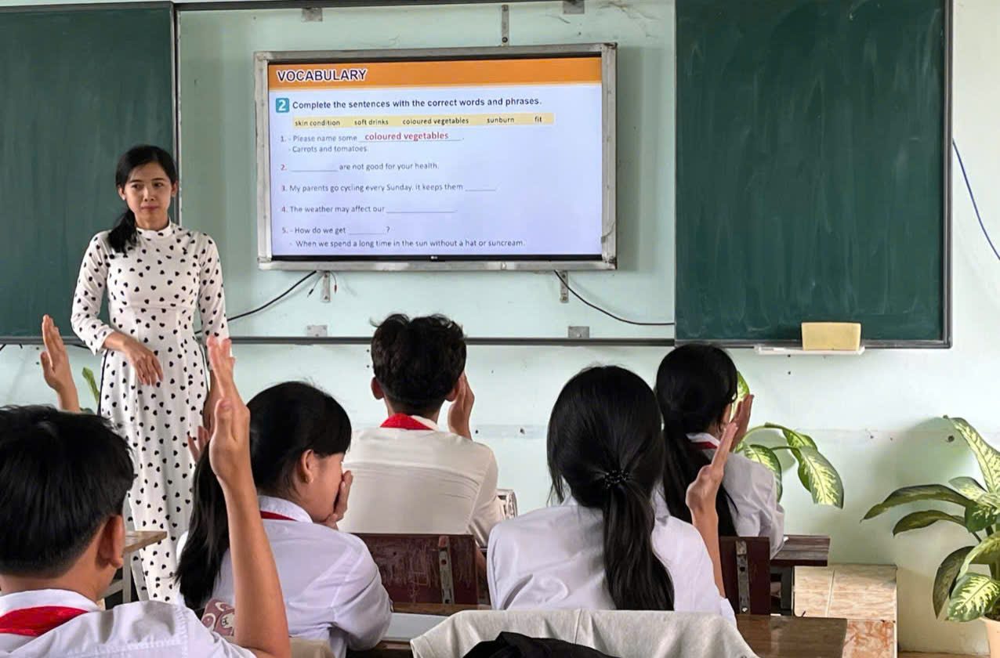 VOCABULARY
2 Complete the sentences with the correct words and phrases.
skin condition soft drinks coloured vegetables sunburn fit
1. - Please name some __coloured vegetables___.
- Carrots and tomatoes.
2. __________ are not good for your health.
3. My parents go cycling every Sunday. It keeps them _______
4. The weather may affect our _______________
5. - How do we get ________?
- When we spend a long time in the sun without a hat or suncream.